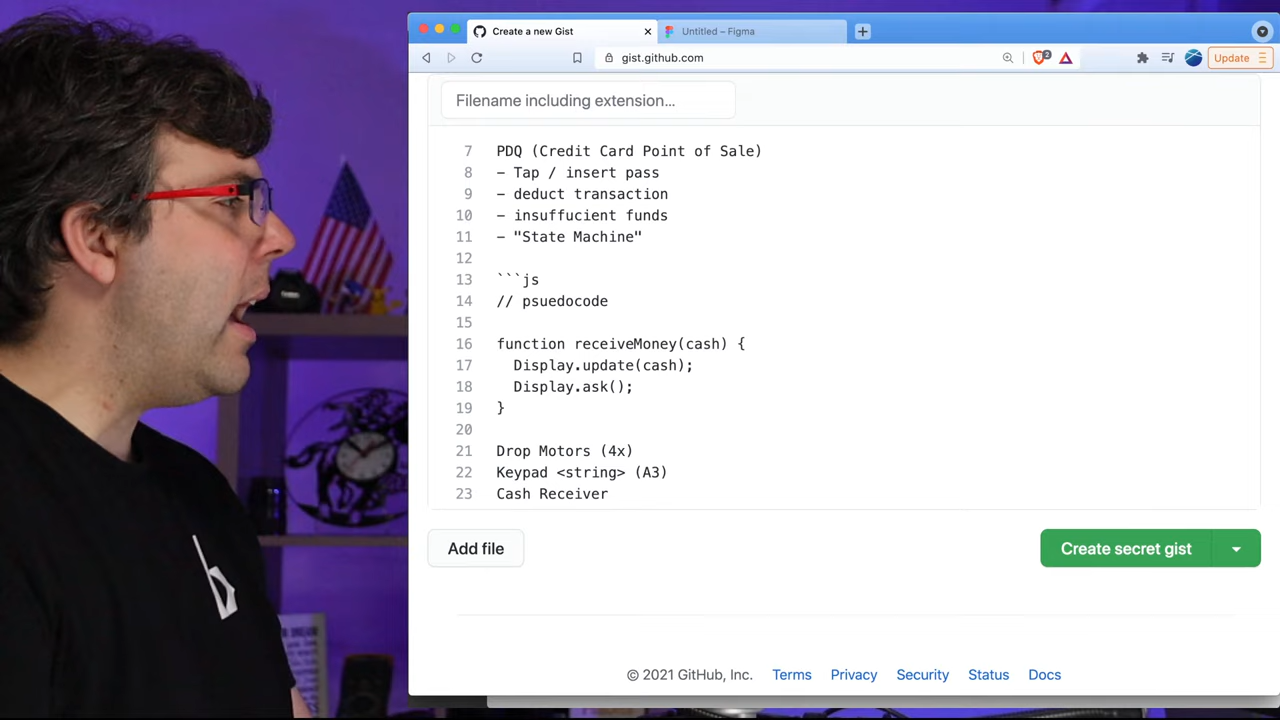 Create a new Gist
Untitled – Figma
gist.github.com
2
Update
Filename including extension...
7 PDQ (Credit Card Point of Sale)
8 - Tap / insert pass
9 - deduct transaction
10 - insuffucient funds
11 - "State Machine"
12
13 ```js
14 // psuedocode
15
16 function receiveMoney(cash) {
17 Display.update(cash);
18 Display.ask();
19 }
20
21 Drop Motors (4x)
22 Keypad <string> (A3)
23 Cash Receiver
Add file
Create secret gist
© 2021 GitHub, Inc. Terms Privacy Security Status Docs